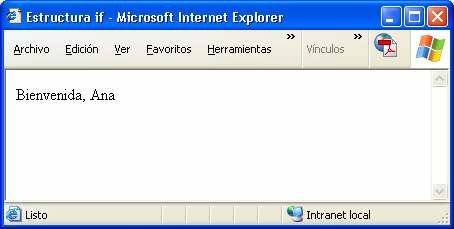 Estructura if - Microsoft Internet Explorer
Archivo Edición Ver Favoritos Herramientas » Vínculos »
Bienvenida, Ana
Listo Intranet local